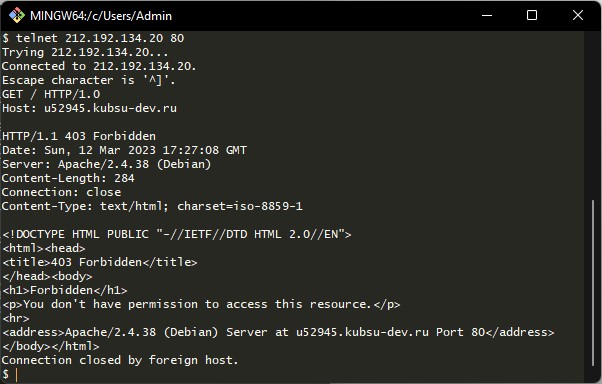 MINGW64:/c/Users/Admin
$ telnet 212.192.134.20 80
Trying 212.192.134.20...
Connected to 212.192.134.20.
Escape character is '^]'.
GET / HTTP/1.0
Host: u52945.kubsu-dev.ru
HTTP/1.1 403 Forbidden
Date: Sun, 12 Mar 2023 17:27:08 GMT
Server: Apache/2.4.38 (Debian)
Content-Length: 284
Connection: close
Content-Type: text/html; charset=iso-8859-1
<!DOCTYPE HTML PUBLIC "-//IETF//DTD HTML 2.0//EN">
<html><head>
<title>403 Forbidden</title>
</head><body>
<h1>Forbidden</h1>
<p>You don't have permission to access this resource.</p>
<hr>
<address>Apache/2.4.38 (Debian) Server at u52945.kubsu-dev.ru Port 80</address>
</body></html>
Connection closed by foreign host.
$